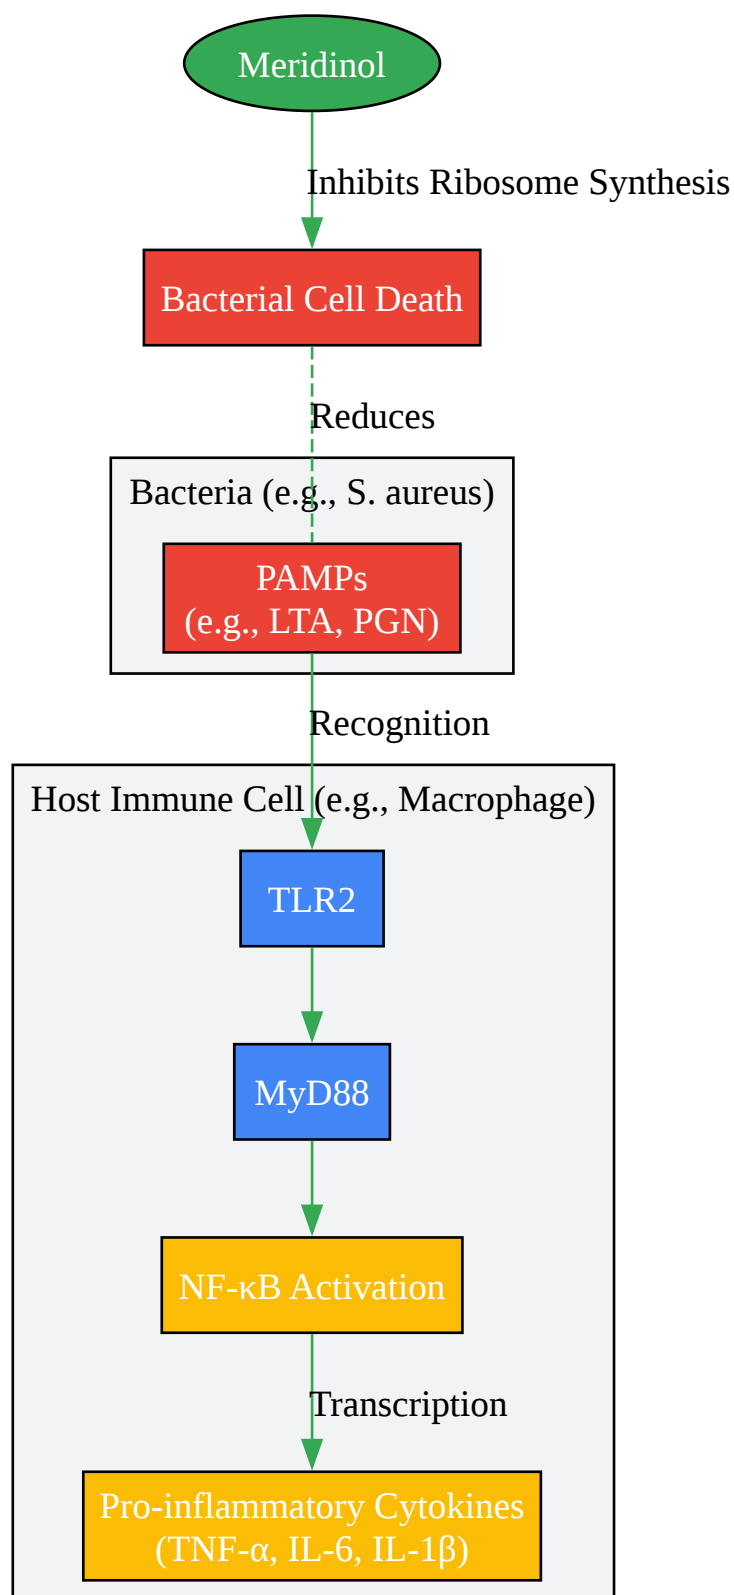 Meridinol
Inhibits Ribosome Synthesis
Bacterial Cell Death
Reduces
Bacteria (e.g., S. aureus)
PAMPs
(e.g., LTA, PGN)
Recognition
Host Immune Cell (e.g., Macrophage)
TLR2
MyD88
NF-κB Activation
Transcription
Pro-inflammatory Cytokines
(TNF-α, IL-6, IL-1β)